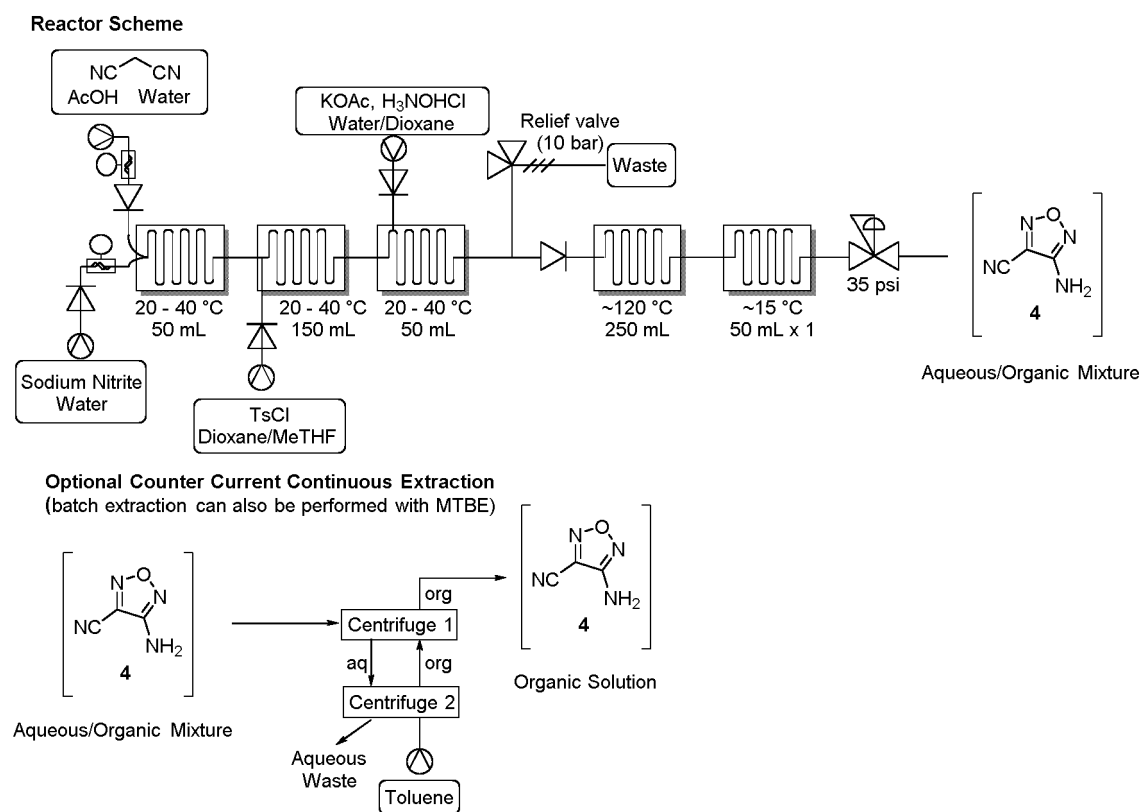 Reactor Scheme
NC CN
AcOH Water
KOAc, H3NOHCl
Water/Dioxane
Relief valve
(10 bar)
Waste
20 - 40 °C
50 mL
20 - 40 °C
150 mL
20 - 40 °C
50 mL
~120 °C
250 mL
~15 °C
50 mL x 1
35 psi
N O N
NC
NH2
4
Aqueous/Organic Mixture
Sodium Nitrite
Water
TsCl
Dioxane/MeTHF
Optional Counter Current Continuous Extraction
(batch extraction can also be performed with MTBE)
N O N
NC
NH2
4
Aqueous/Organic Mixture
Centrifuge 1
org
aq org
Centrifuge 2
Aqueous
Waste
Toluene
N O N
NC
NH2
4
Organic Solution